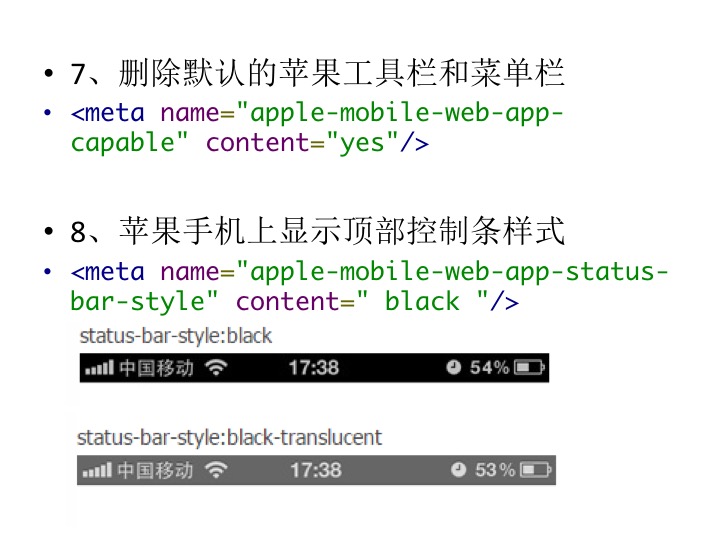 • 7、删除默认的苹果工具栏和菜单栏
• <meta name="apple-mobile-web-app-
capable" content="yes"/>
• 8、苹果手机上显示顶部控制条样式
• <meta name="apple-mobile-web-app-status-
bar-style" content=" black "/>
status-bar-style:black
中国移动 17:38 54%
status-bar-style:black-translucent
中国移动 17:38 53%